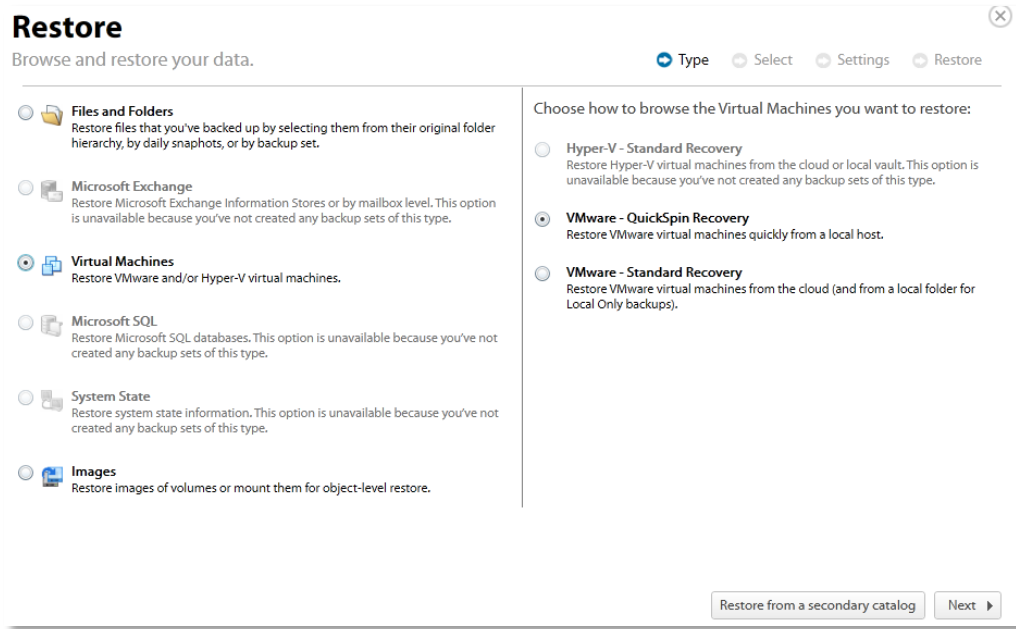 Restore
Browse and restore your data.
Type
Select
Settings
Restore
Files and Folders
Restore files that you've backed up by selecting them from their original folder
hierarchy, by daily snaphots, or by backup set.
Microsoft Exchange
Restore Microsoft Exchange Information Stores or by mailbox level. This option
is unavailable because you've not created any backup sets of this type.
Virtual Machines
Restore VMware and/or Hyper-V virtual machines.
Microsoft SQL
Restore Microsoft SQL databases. This option is unavailable because you've not
created any backup sets of this type.
System State
Restore system state information. This option is unavailable because you've not
created any backup sets of this type.
Images
Restore images of volumes or mount them for object-level restore.
Choose how to browse the Virtual Machines you want to restore:
Hyper-V - Standard Recovery
Restore Hyper-V virtual machines from the cloud or local vault. This option is
unavailable because you've not created any backup sets of this type.
VMware - QuickSpin Recovery
Restore VMware virtual machines quickly from a local host.
VMware - Standard Recovery
Restore VMware virtual machines from the cloud (and from a local folder for
Local Only backups).
Restore from a secondary catalog
Next